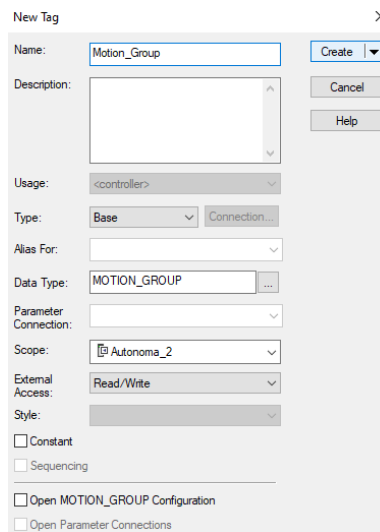 New Tag
Name: Motion_Group Create
Description: Cancel
Help
Usage: <controller>
Type: Base Connection...
Alias For:
Data Type: MOTION_GROUP ...
Parameter
Connection:
Scope: Autonoma_2
External
Access: Read/Write
Style:
Constant
Sequencing
Open MOTION_GROUP Configuration
Open Parameter Connections